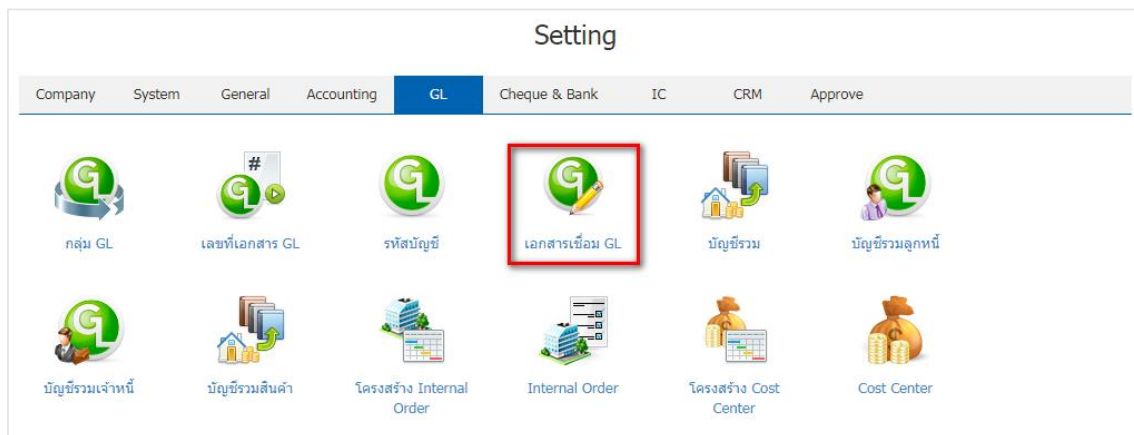 Setting
Company System General Accounting GL Cheque & Bank IC CRM Approve
กลุ่ม GL เลขที่เอกสาร GL รหัสบัญชี เอกสารเชื่อม GL บัญชีรวม บัญชีรวมลูกหนี้
บัญชีรวมเจ้าหนี้ บัญชีรวมสินค้า โครงสร้าง Internal Internal Order โครงสร้าง Cost Cost Center
Order Center